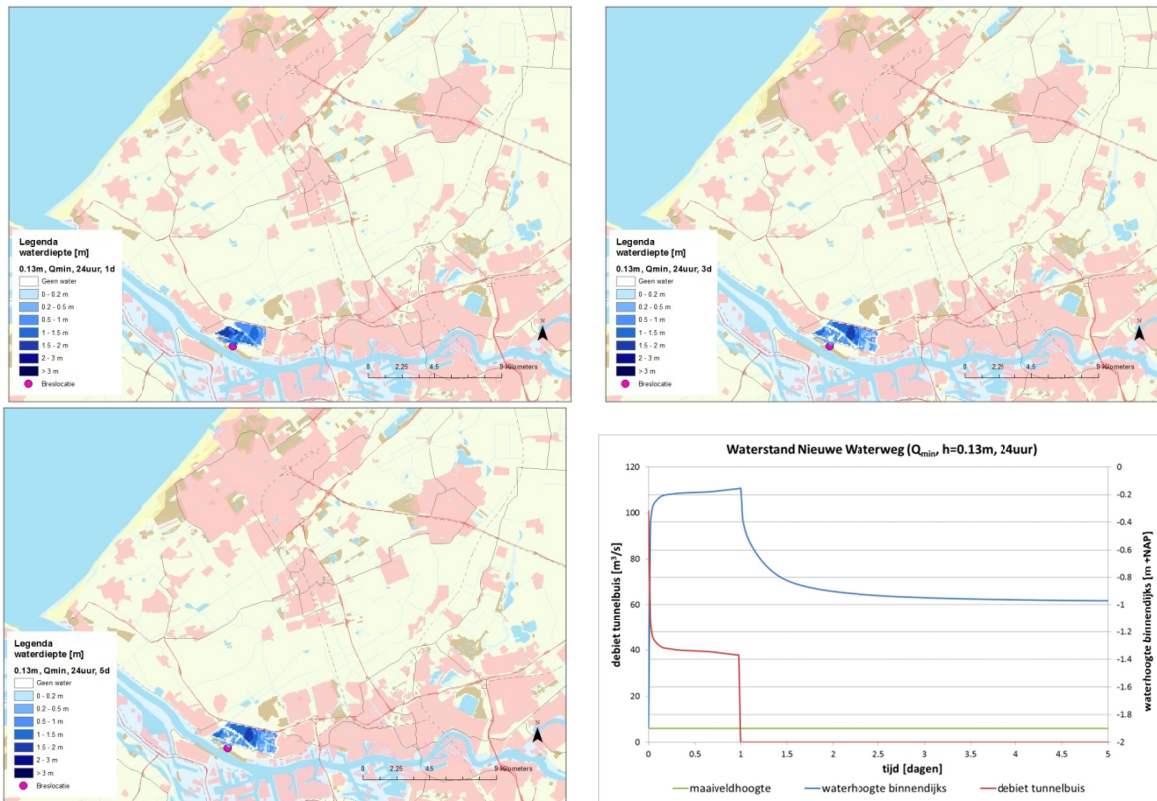 Legenda
waterdiepte [m]
0.13m, Qmin, 24uur, 1d
Geen water
0 - 0.2 m
0.2 - 0.5 m
0.5 - 1 m
1 - 1.5 m
1.5 - 2 m
2 - 3 m
> 3 m
Breslocatie
0 2,25 4,5 9 Kilometers
N
Legenda
waterdiepte [m]
0.13m, Qmin, 24uur, 3d
Geen water
0 - 0.2 m
0.2 - 0.5 m
0.5 - 1 m
1 - 1.5 m
1.5 - 2 m
2 - 3 m
> 3 m
Breslocatie
0 2,25 4,5 9 Kilometers
N
Legenda
waterdiepte [m]
0.13m, Qmin, 24uur, 5d
Geen water
0 - 0.2 m
0.2 - 0.5 m
0.5 - 1 m
1 - 1.5 m
1.5 - 2 m
2 - 3 m
> 3 m
Breslocatie
0 2,25 4,5 9 Kilometers
N
Waterstand Nieuwe Waterweg (Qmin, h=0.13m, 24uur)
debiet tunnelbuis [m³/s]
120
100
80
60
40
20
0
0 0.5 1 1.5 2 2.5 3 3.5 4 4.5 5
tijd [dagen]
0
-0.2
-0.4
-0.6
-0.8
-1
-1.2
-1.4
-1.6
-1.8
-2
waterhoogte binnendijks [m +NAP]
maaiveldhoogte
waterhoogte binnendijks
debiet tunnelbuis